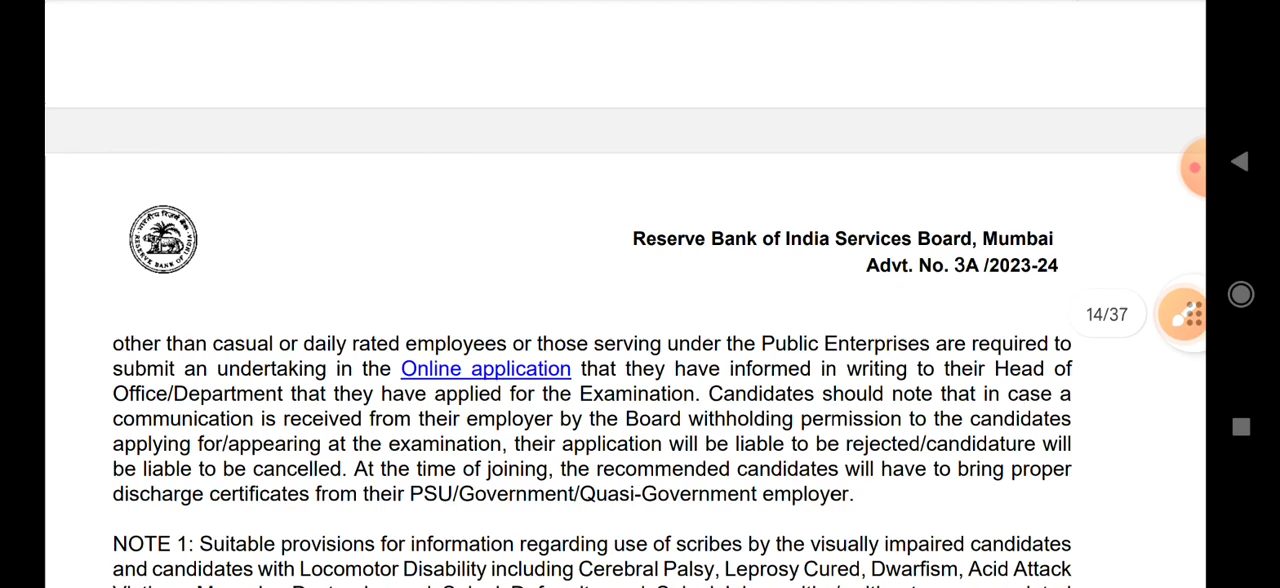 Reserve Bank of India Services Board, Mumbai
Advt. No. 3A /2023-24
14/37
other than casual or daily rated employees or those serving under the Public Enterprises are required to
submit an undertaking in the Online application that they have informed in writing to their Head of
Office/Department that they have applied for the Examination. Candidates should note that in case a
communication is received from their employer by the Board withholding permission to the candidates
applying for/appearing at the examination, their application will be liable to be rejected/candidature will
be liable to be cancelled. At the time of joining, the recommended candidates will have to bring proper
discharge certificates from their PSU/Government/Quasi-Government employer.
NOTE 1: Suitable provisions for information regarding use of scribes by the visually impaired candidates
and candidates with Locomotor Disability including Cerebral Palsy, Leprosy Cured, Dwarfism, Acid Attack